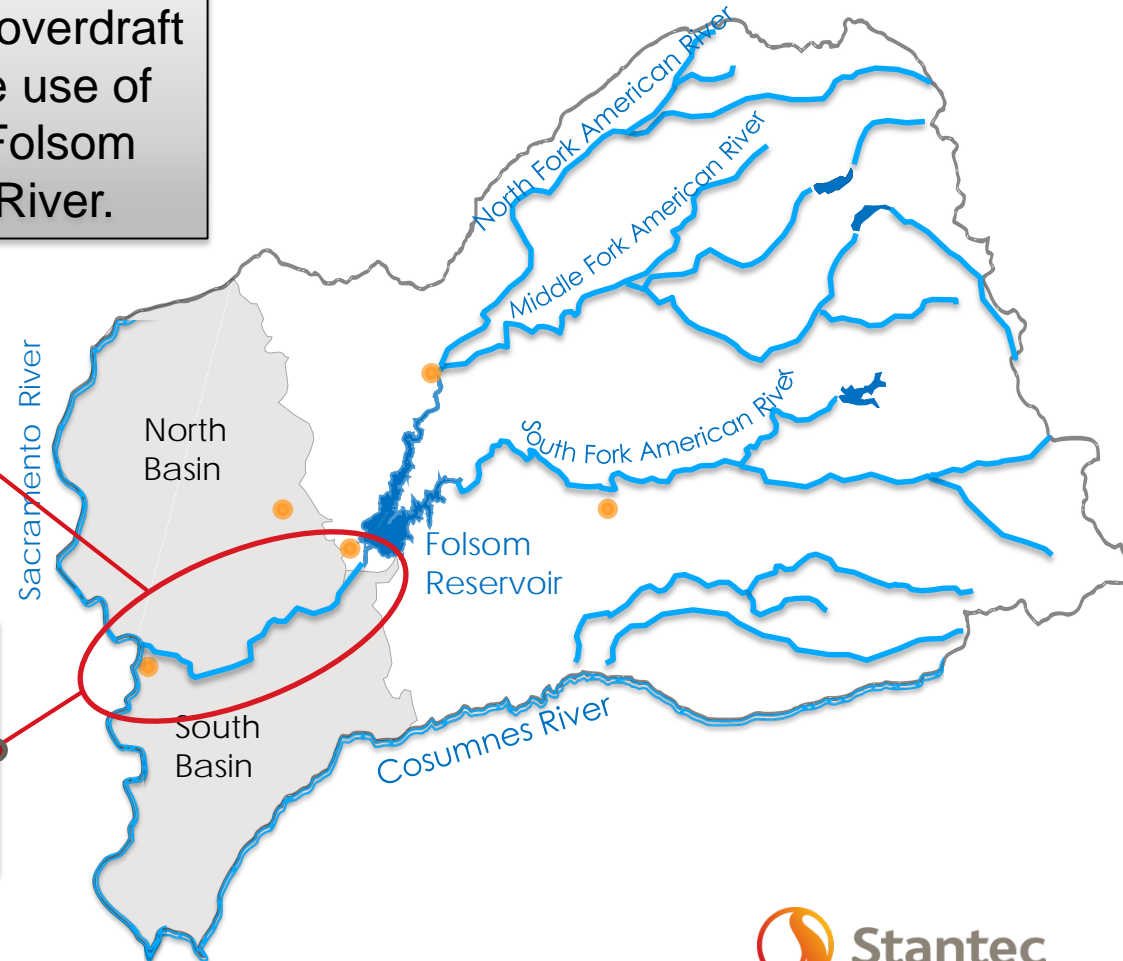 overdraft
use of
Folsom
River.
North Fork American River
Middle Fork American River
Sacramento River
North
Basin
South Fork American River
Folsom
Reservoir
South
Basin
Cosumnes River
Stantec